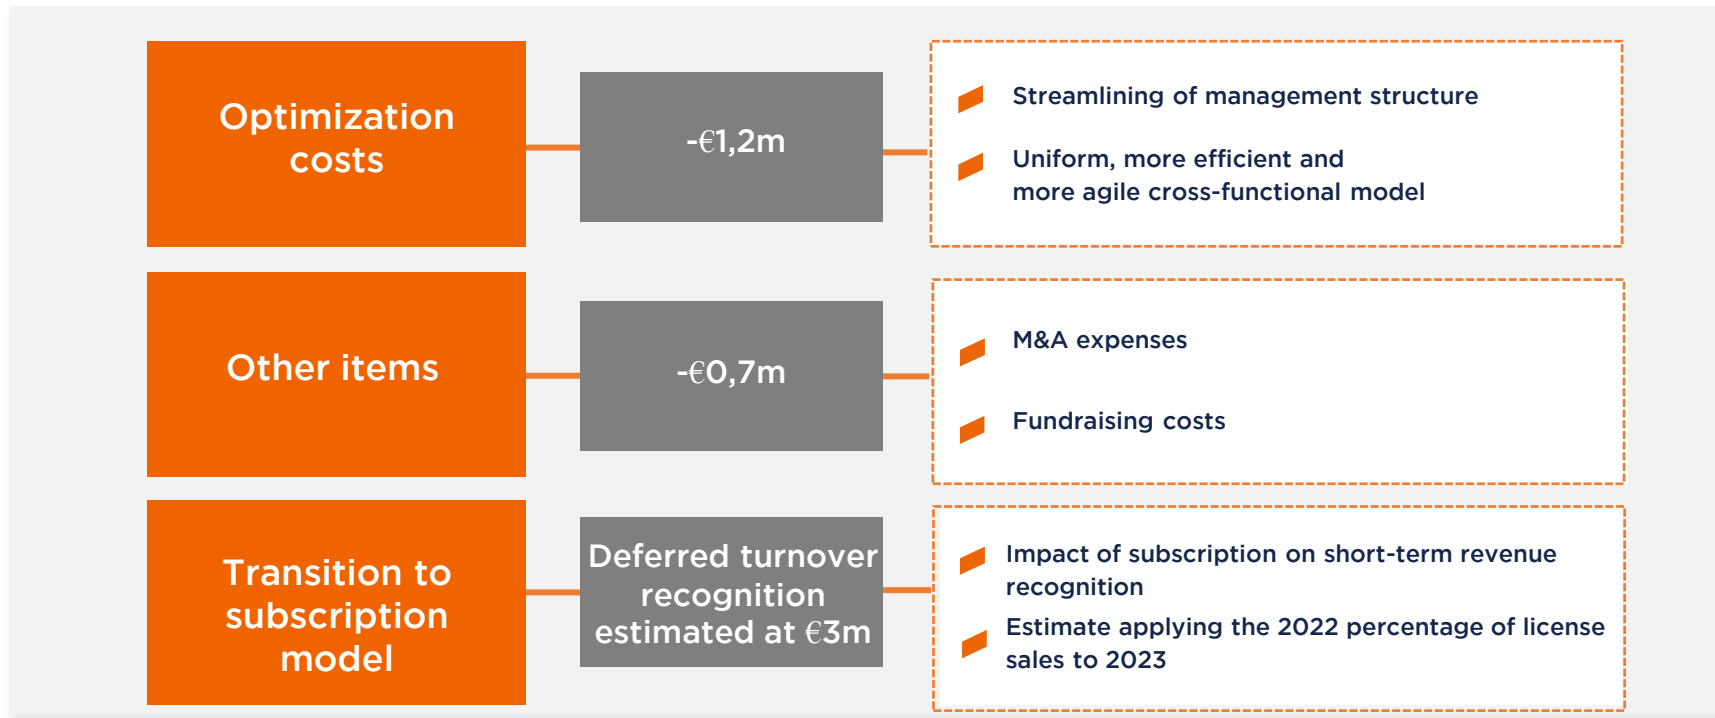 Optimization
costs
-€1,2m
Streamlining of management structure
Uniform, more efficient and
more agile cross-functional model
Other items
-€0,7m
M&A expenses
Fundraising costs
Transition to
subscription
model
Deferred turnover
recognition
estimated at €3m
Impact of subscription on short-term revenue
recognition
Estimate applying the 2022 percentage of license
sales to 2023